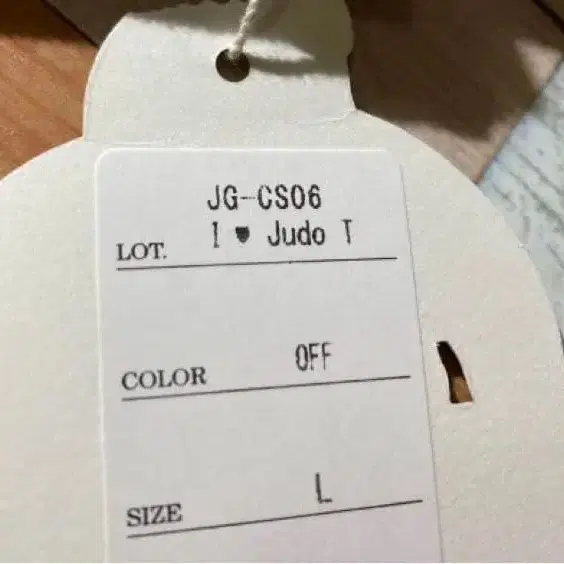 JG-CS06
LOT. I ♥ Judo T
COLOR OFF
SIZE L